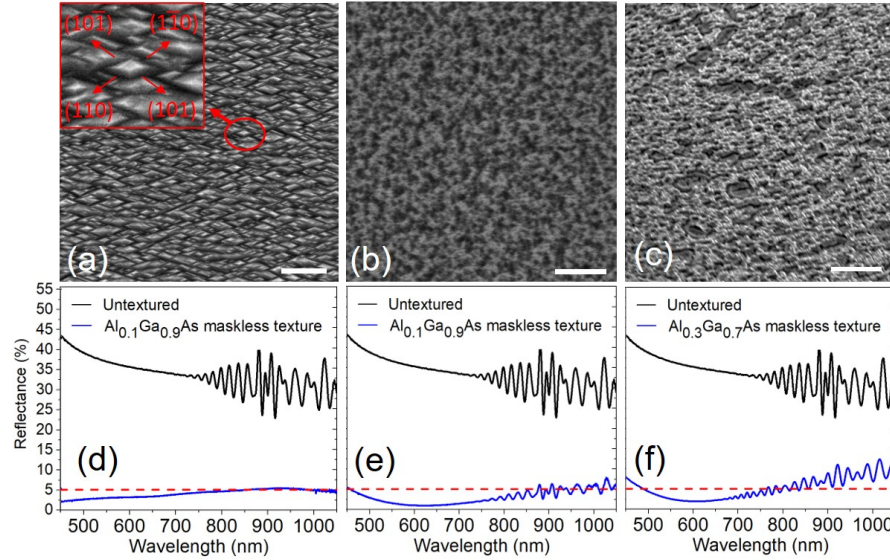 (101̄) (11̄0)
(110) (101)
(a) (b) (c)
55
50
45
40
35
30
25
20
15
10
5
0
Reflectance (%)
Untextured
Al0.1Ga0.9As maskless texture
(d)
500 600 700 800 900 1000
Wavelength (nm)
Untextured
Al0.1Ga0.9As maskless texture
(e)
500 600 700 800 900 1000
Wavelength (nm)
Untextured
Al0.3Ga0.7As maskless texture
(f)
500 600 700 800 900 1000
Wavelength (nm)